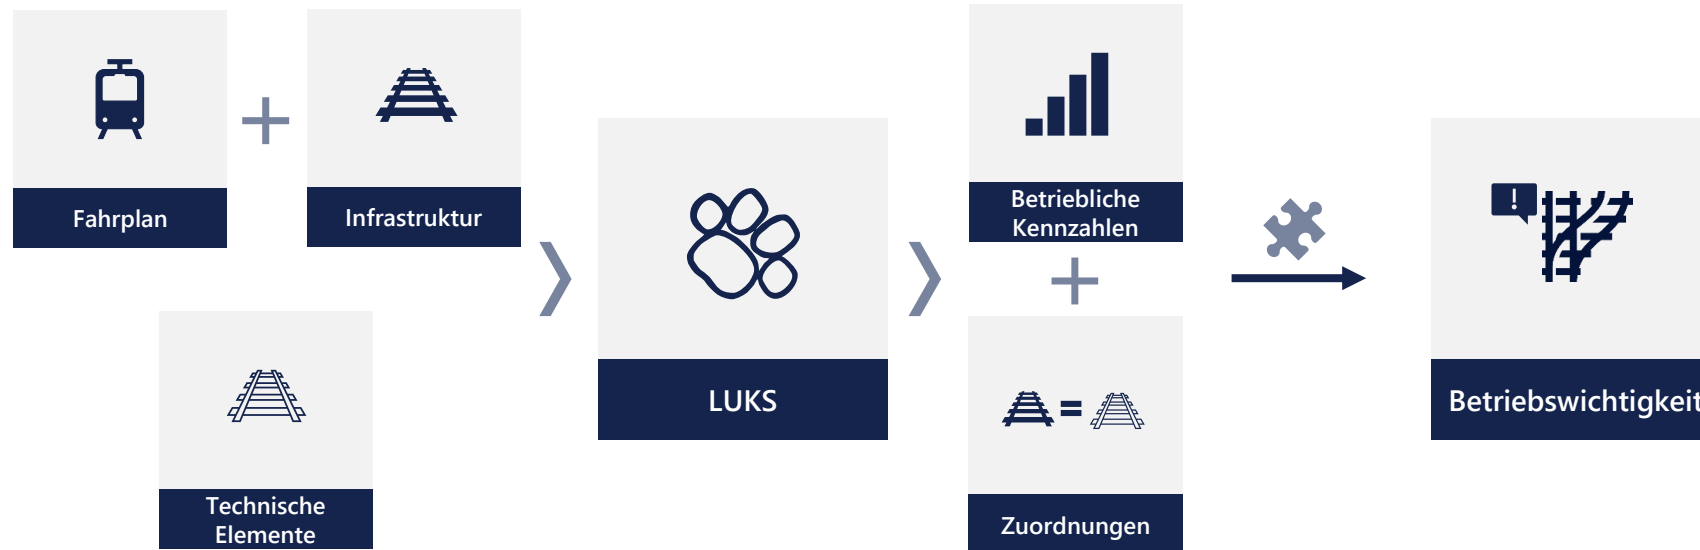 Fahrplan
Infrastruktur
Technische
Elemente
LUKS
Betriebliche
Kennzahlen
Zuordnungen
Betriebswichtigkeit